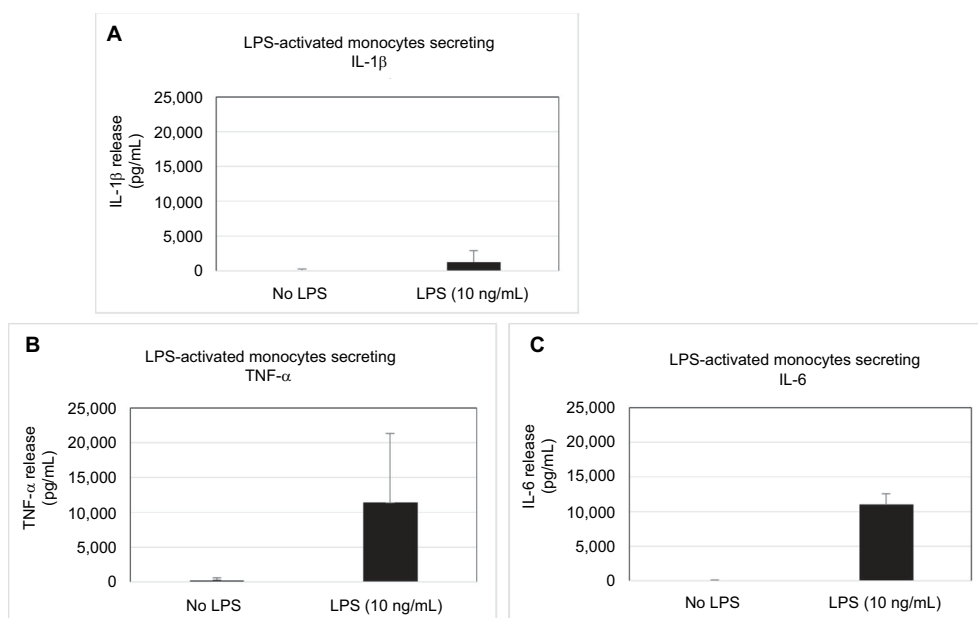 A
LPS-activated monocytes secreting
IL-1β
IL-1β release
(pg/mL)
25,000
20,000
15,000
10,000
5,000
0
No LPS
LPS (10 ng/mL)
B
LPS-activated monocytes secreting
TNF-α
TNF-α release
(pg/mL)
25,000
20,000
15,000
10,000
5,000
0
No LPS
LPS (10 ng/mL)
C
LPS-activated monocytes secreting
IL-6
IL-6 release
(pg/mL)
25,000
20,000
15,000
10,000
5,000
0
No LPS
LPS (10 ng/mL)